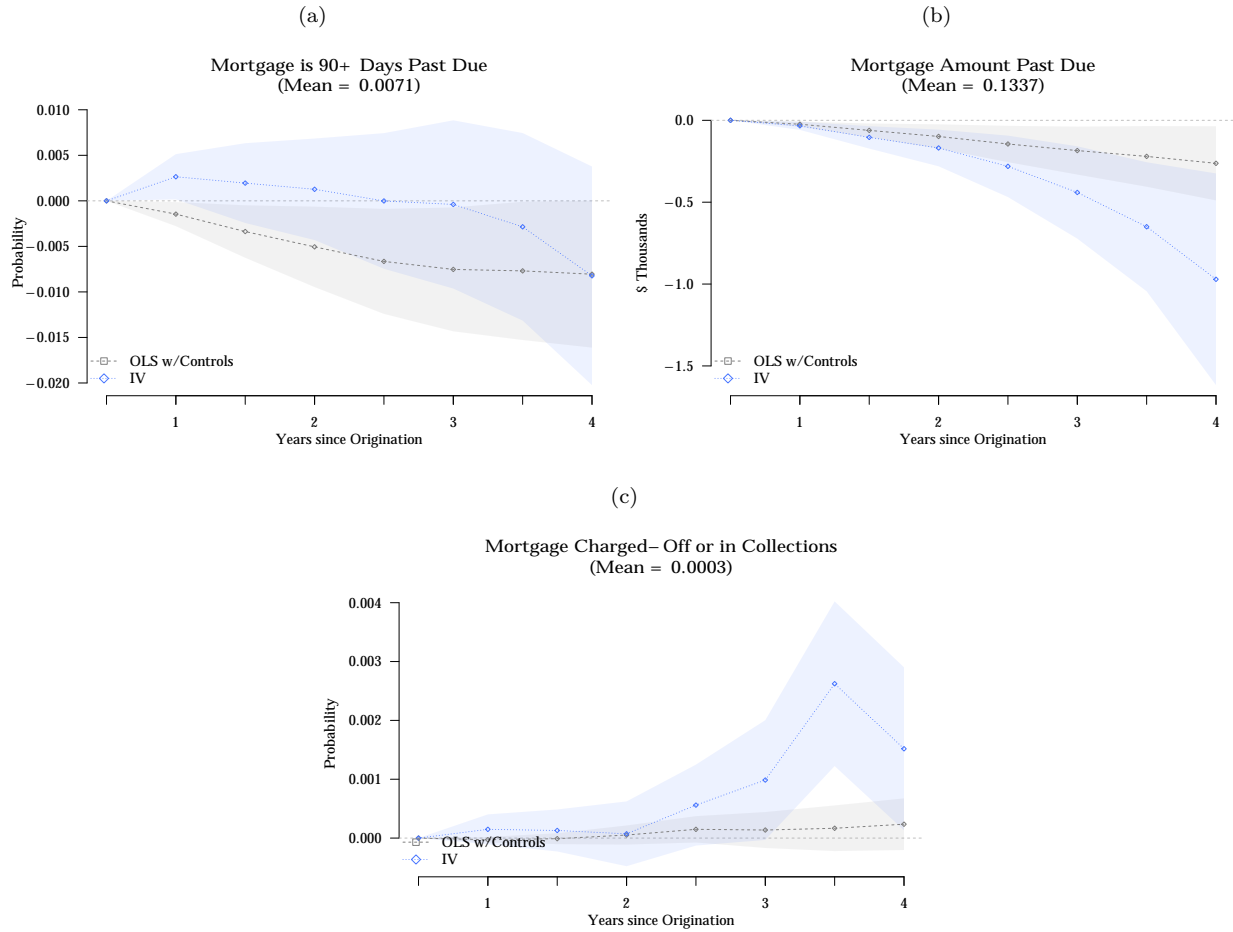 (a)
Mortgage is 90+ Days Past Due
(Mean = 0.0071)
0.010
0.005
0.000
−0.005
−0.010
−0.015
−0.020
Probability
OLS w/Controls
IV
1 2 3 4
Years since Origination
(b)
Mortgage Amount Past Due
(Mean = 0.1337)
0.0
−0.5
−1.0
−1.5
$ Thousands
OLS w/Controls
IV
1 2 3 4
Years since Origination
(c)
Mortgage Charged−Off or in Collections
(Mean = 0.0003)
0.004
0.003
0.002
0.001
0.000
Probability
OLS w/Controls
IV
1 2 3 4
Years since Origination